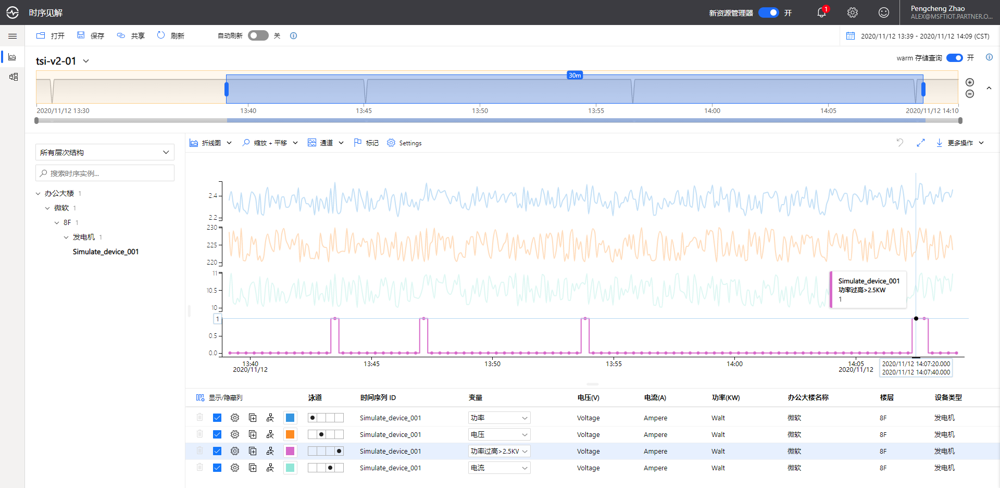 时序见解
新资源管理器 开
1
Pengcheng Zhao
ALEX@MSFTIOT.PARTNER.O...
打开 保存 共享 刷新 自动刷新 关
2020/11/12 13:39 - 2020/11/12 14:09 (CST)
tsi-v2-01
warm 存储查询 开
30m
2020/11/12 13:30 13:40 13:45 13:50 13:55 14:00 14:05 2020/11/12 14:10
所有层次结构
搜索时序实例...
办公大楼 1
微软 1
8F 1
发电机 1
Simulate_device_001
折线图 缩放 + 平移 通道 标记 Settings 更多操作
2.4
2.2
230
225
220
11
10.5
10
1
0.5
0.0
Simulate_device_001
功率过高>2.5KW
1
13:40 13:45 13:50 13:55 14:00 14:05
2020/11/12 2020/11/12
2020/11/12 14:07:20.000
2020/11/12 14:07:40.000
显示/隐藏列 泳道 时间序列 ID 变量 电压(V) 电流(A) 功率(KW) 办公大楼名称 楼层 设备类型
Simulate_device_001 功率 Voltage Ampere Walt 微软 8F 发电机
Simulate_device_001 电压 Voltage Ampere Walt 微软 8F 发电机
Simulate_device_001 功率过高>2.5KV Voltage Ampere Walt 微软 8F 发电机
Simulate_device_001 电流 Voltage Ampere Walt 微软 8F 发电机